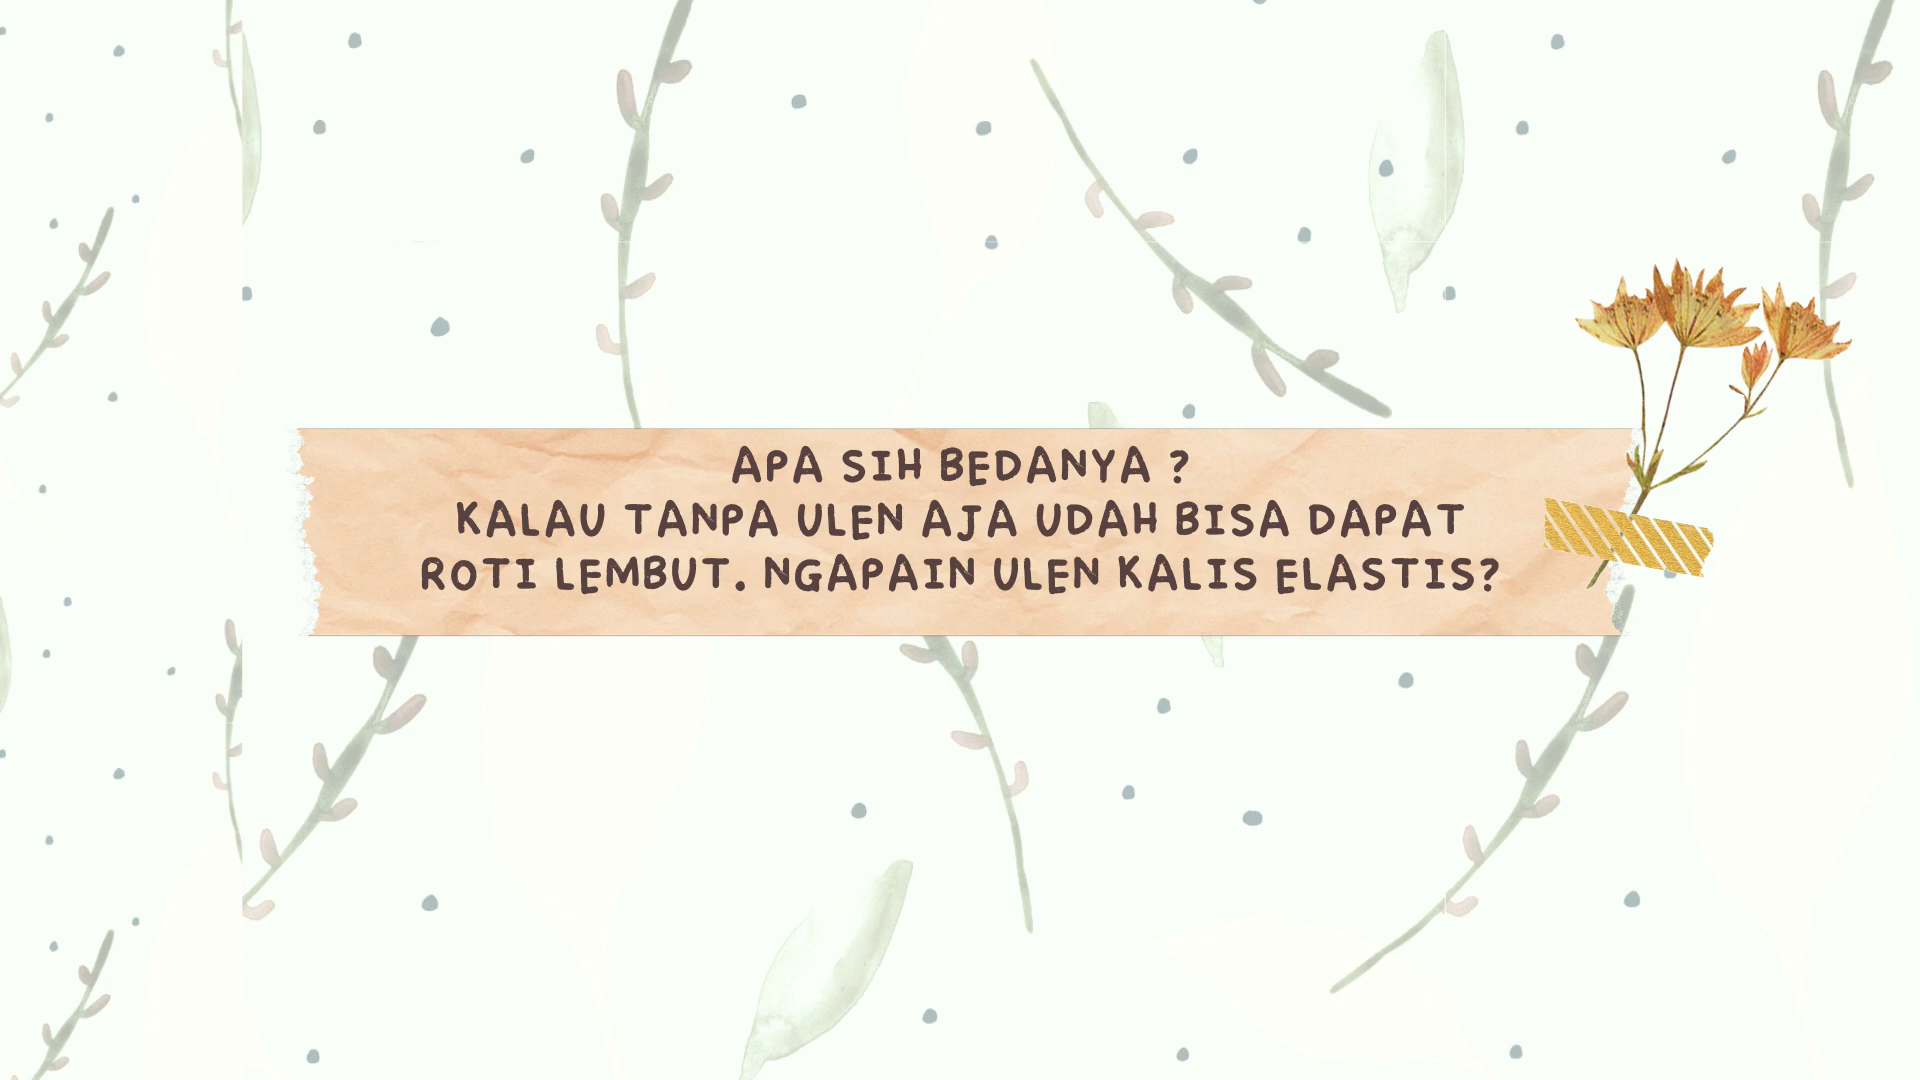 APA SIH BEDANYA ?
KALAU TANPA ULEN AJA UDAH BISA DAPAT
ROTI LEMBUT. NGAPAIN ULEN KALIS ELASTIS?